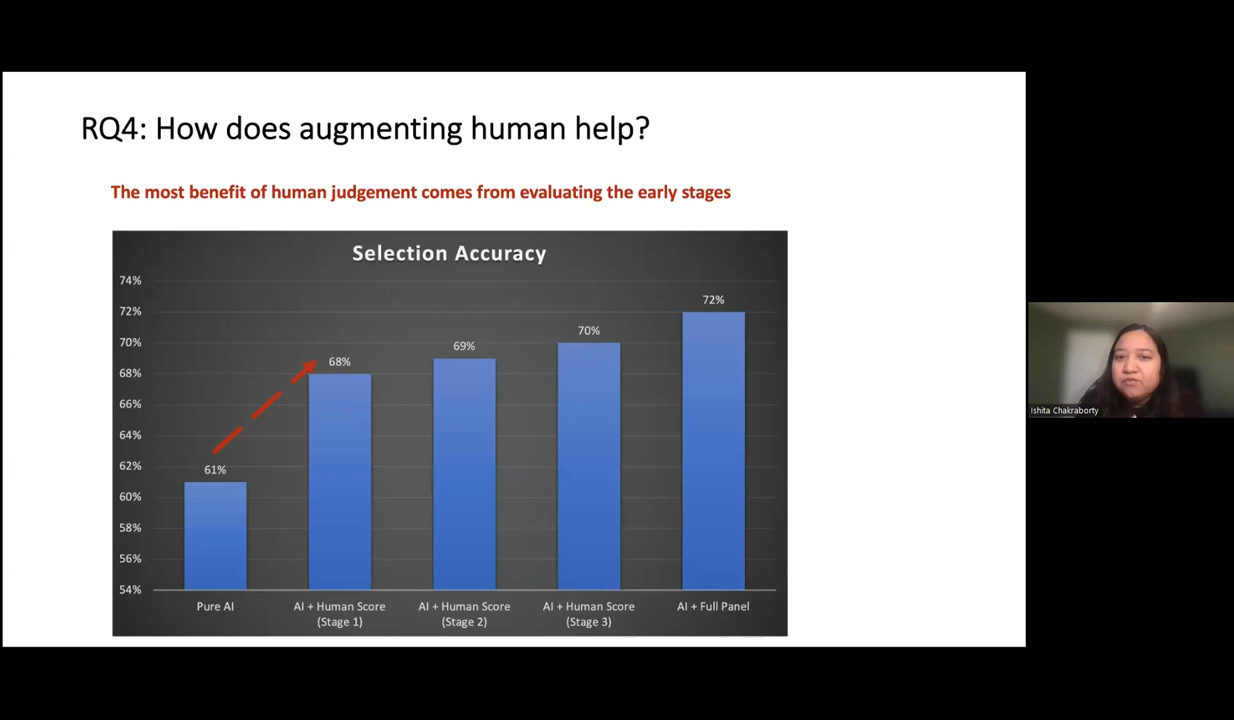 RQ4: How does augmenting human help?
The most benefit of human judgement comes from evaluating the early stages
Selection Accuracy
74%
72%
70%
68%
66%
64%
62%
60%
58%
56%
54%
61%
68%
69%
70%
72%
Pure AI
AI + Human Score
(Stage 1)
AI + Human Score
(Stage 2)
AI + Human Score
(Stage 3)
AI + Full Panel
Ishita Chakraborty